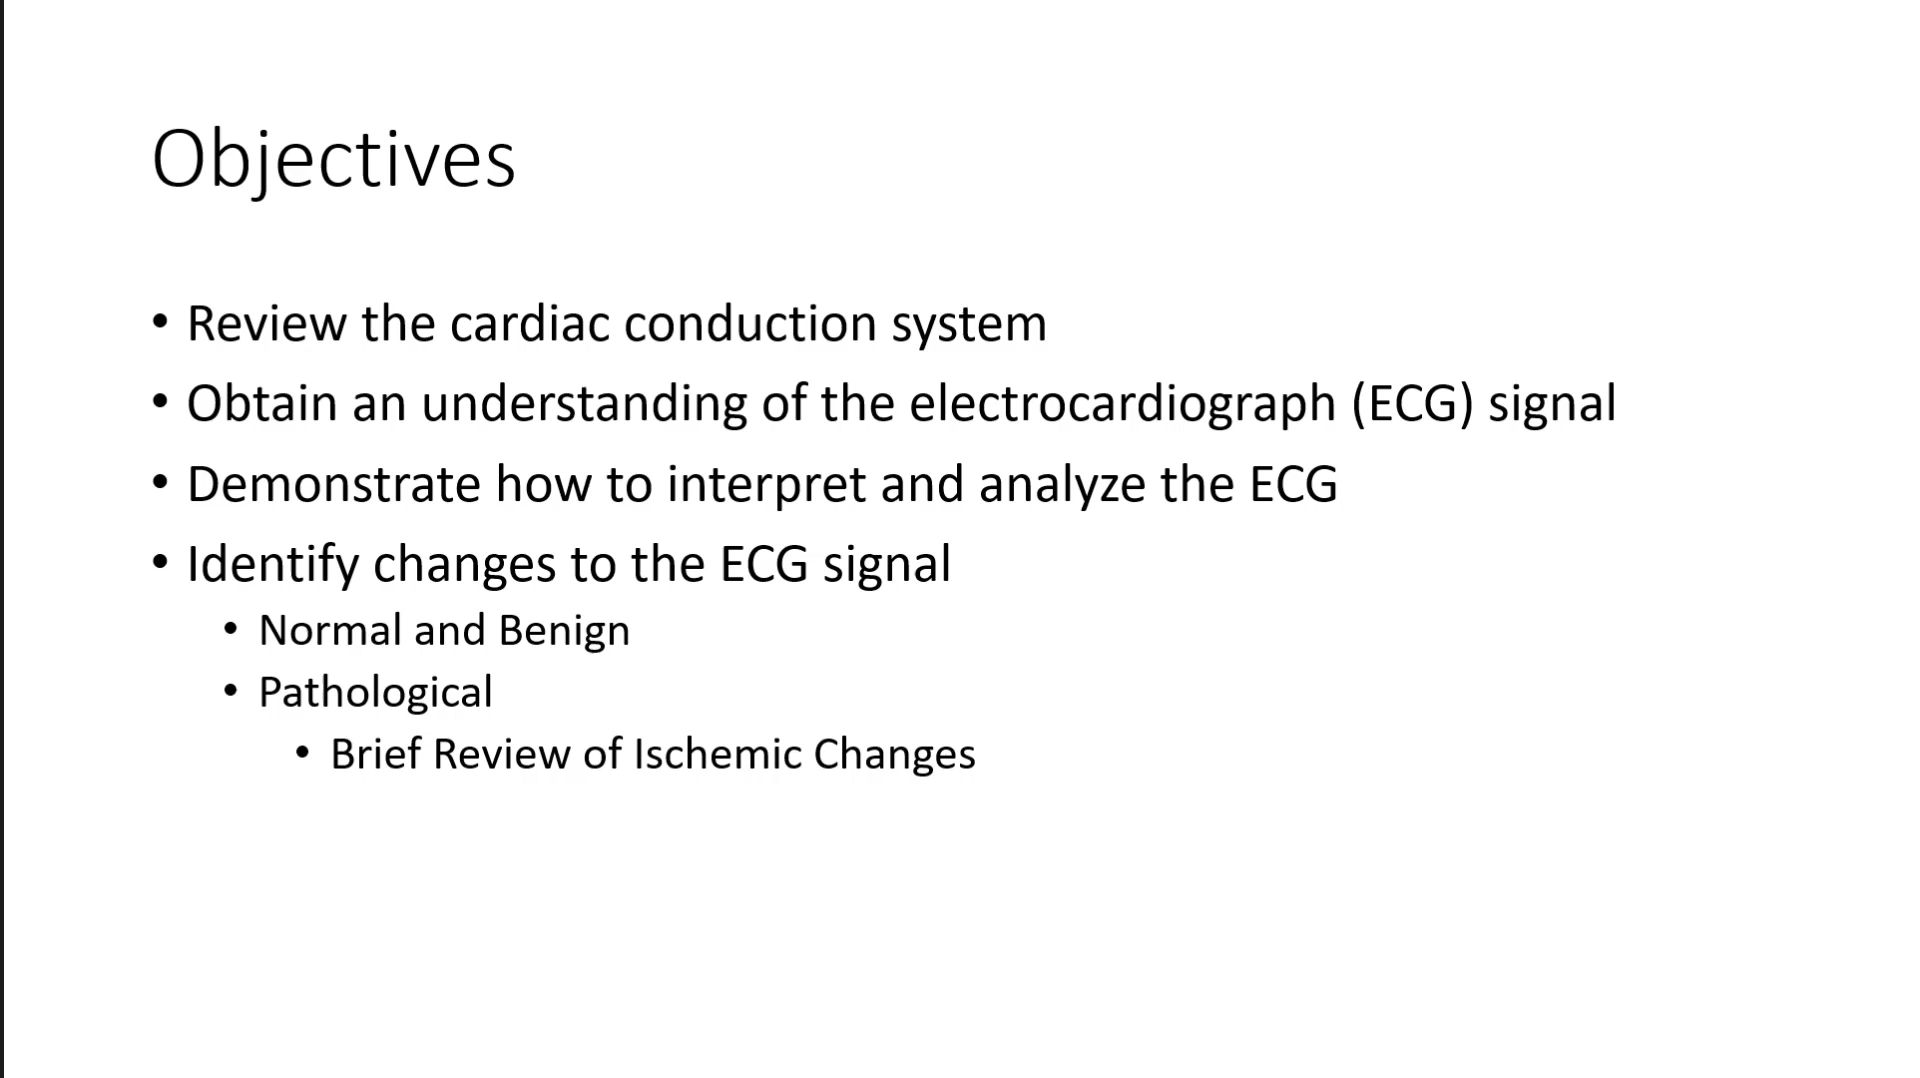 Objectives
• Review the cardiac conduction system
• Obtain an understanding of the electrocardiograph (ECG) signal
• Demonstrate how to interpret and analyze the ECG
• Identify changes to the ECG signal
• Normal and Benign
• Pathological
• Brief Review of Ischemic Changes